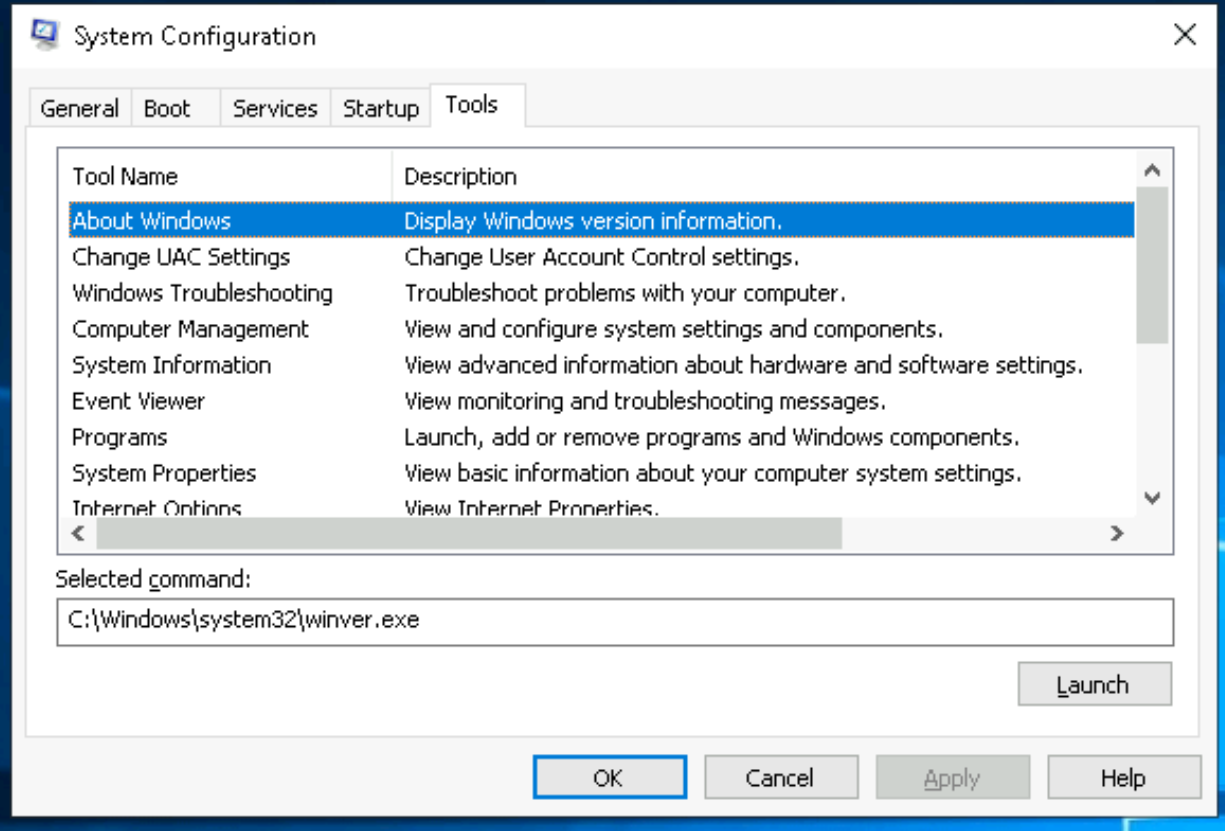 System Configuration
General Boot Services Startup Tools
Tool Name Description
About Windows Display Windows version information.
Change UAC Settings Change User Account Control settings.
Windows Troubleshooting Troubleshoot problems with your computer.
Computer Management View and configure system settings and components.
System Information View advanced information about hardware and software settings.
Event Viewer View monitoring and troubleshooting messages.
Programs Launch, add or remove programs and Windows components.
System Properties View basic information about your computer system settings.
Internet Options View Internet Properties.
Selected command:
C:\Windows\system32\winver.exe
Launch
OK Cancel Apply Help